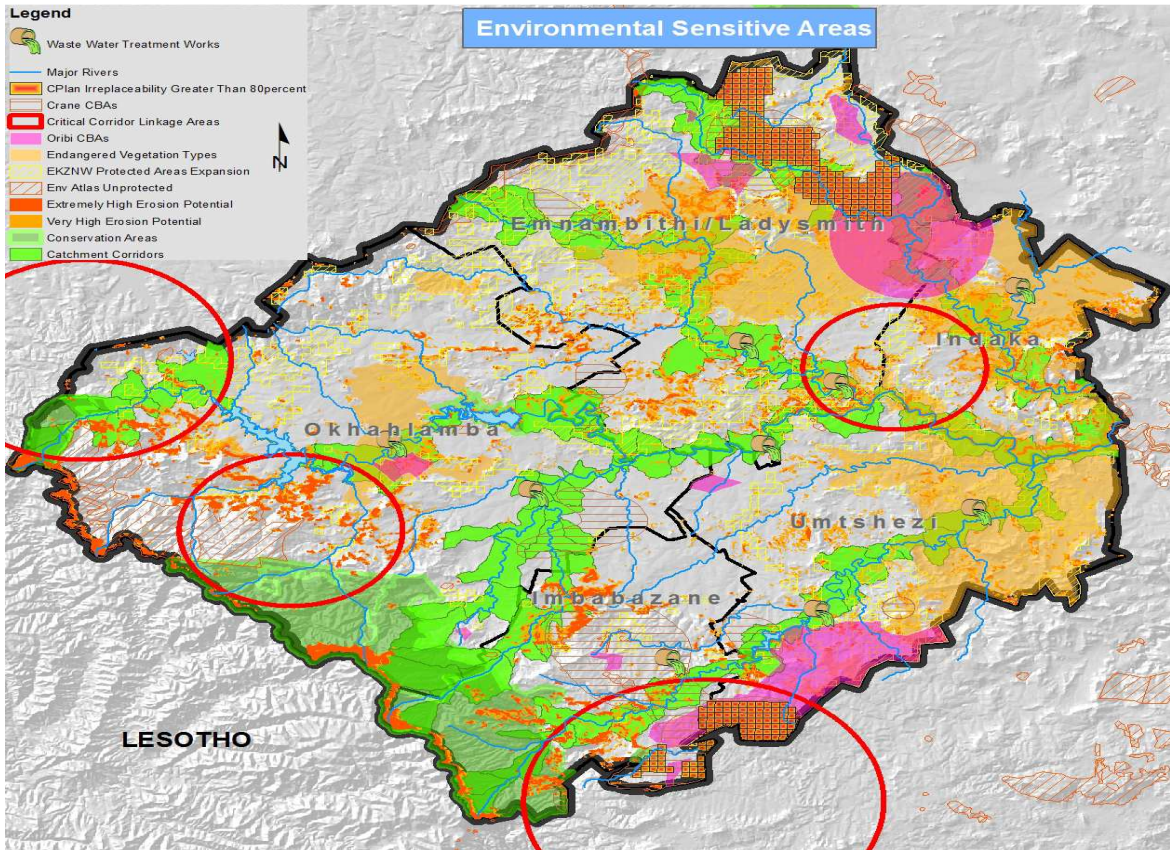 Legend
Waste Water Treatment Works
Major Rivers
CPlan Irreplaceability Greater Than 80percent
Crane CBAs
Critical Corridor Linkage Areas
Oribi CBAs
Endangered Vegetation Types
EKZNW Protected Areas Expansion
Env Atlas Unprotected
Extremely High Erosion Potential
Very High Erosion Potential
Conservation Areas
Catchment Corridors
N
Environmental Sensitive Areas
Emnambithi/Ladysmith
Indaka
Okhahlamba
Umtshezi
Imbabazane
LESOTHO